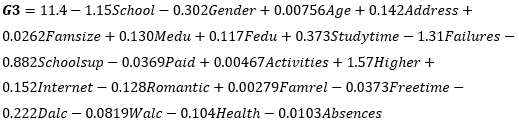 G3 = 11.4 − 1.15School − 0.302Gender + 0.00756Age + 0.142Address +
0.0262Famsize + 0.130Medu + 0.117Fedu + 0.373Studytime − 1.31Failures −
0.882Schoolsup − 0.0369Paid + 0.00467Activities + 1.57Higher +
0.152Internet − 0.128Romantic + 0.00279Famrel − 0.0373Freetime −
0.222Dalc − 0.0819Walc − 0.104Health − 0.0103Absences